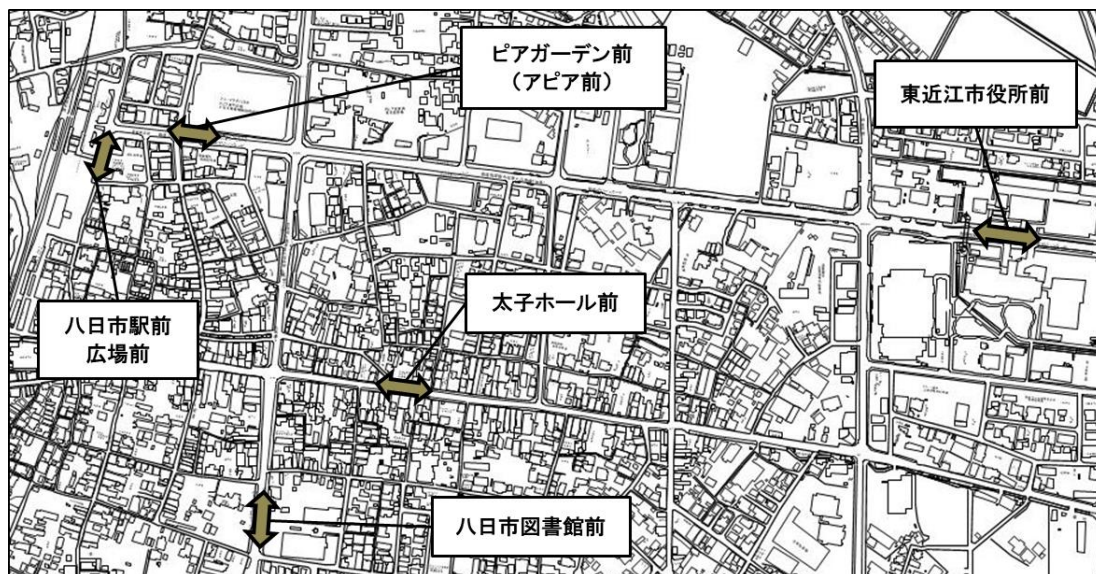 ピアガーデン前
（アピア前）
東近江市役所前
八日市駅前
広場前
太子ホール前
八日市図書館前